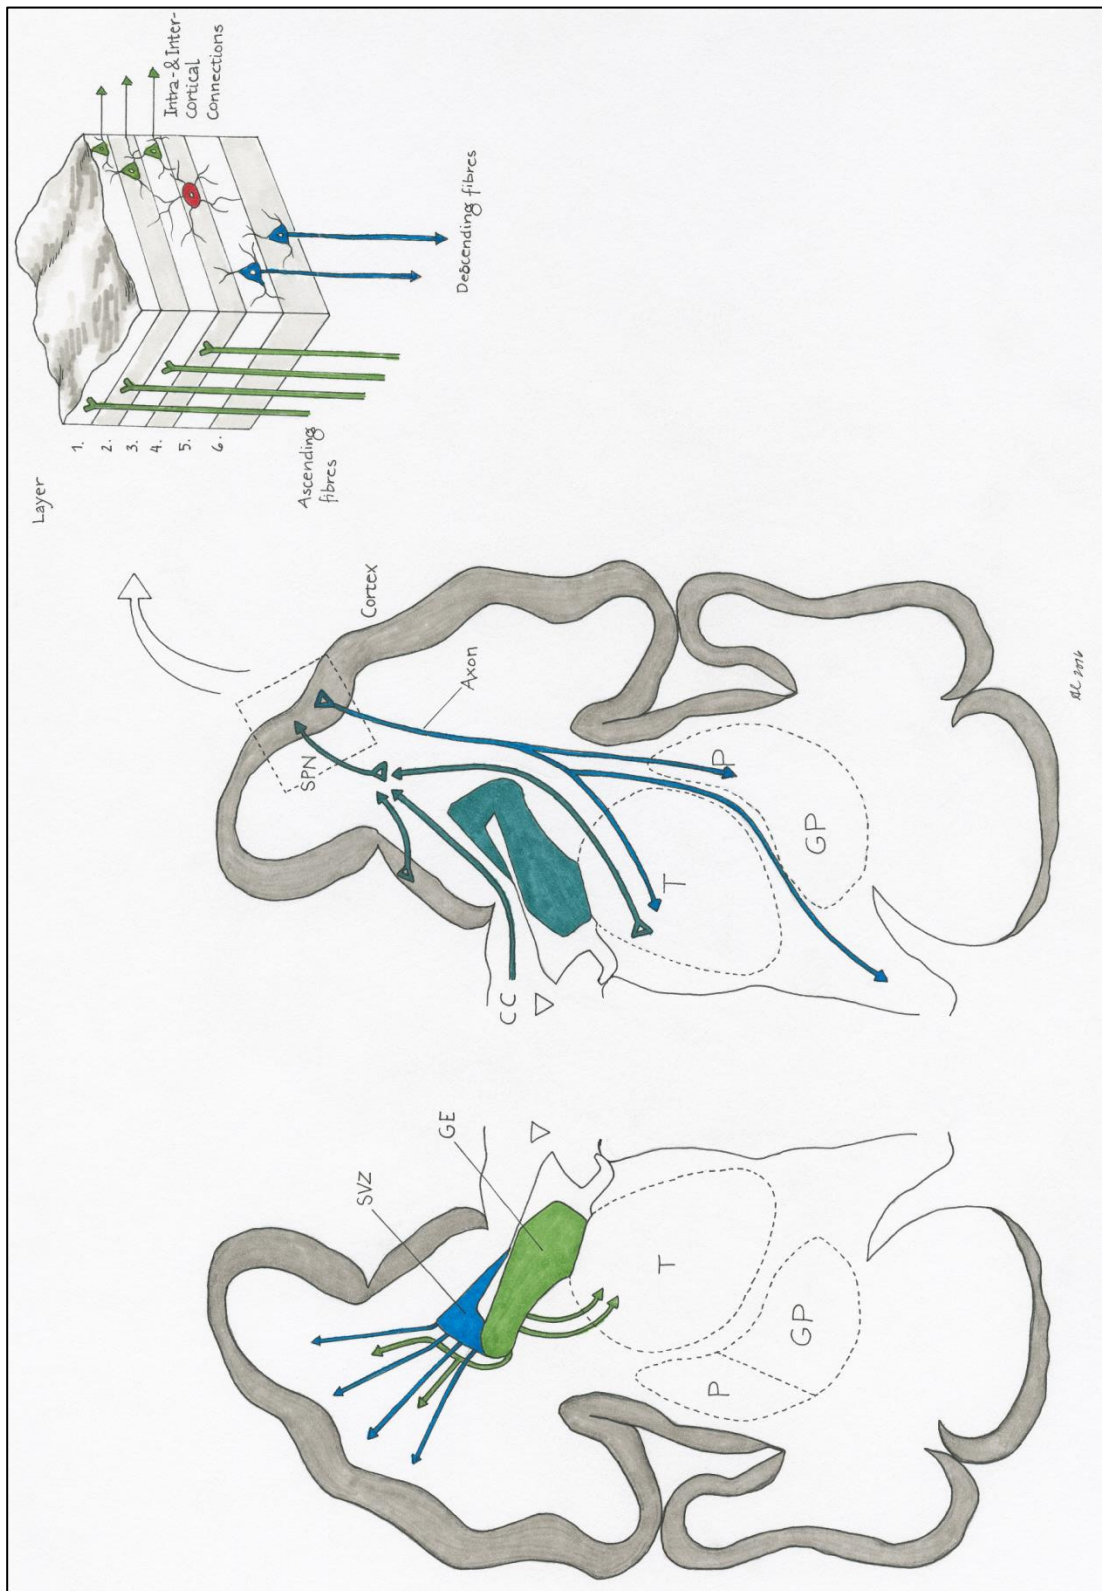 SVZ
GE
T
GP
P
CC
SPN
Cortex
Axon
T
P
GP
Layer
1.
2.
3.
4.
5.
6.
Ascending
fibres
Descending fibres
Intra-&Inter-
cortical
connections
2016